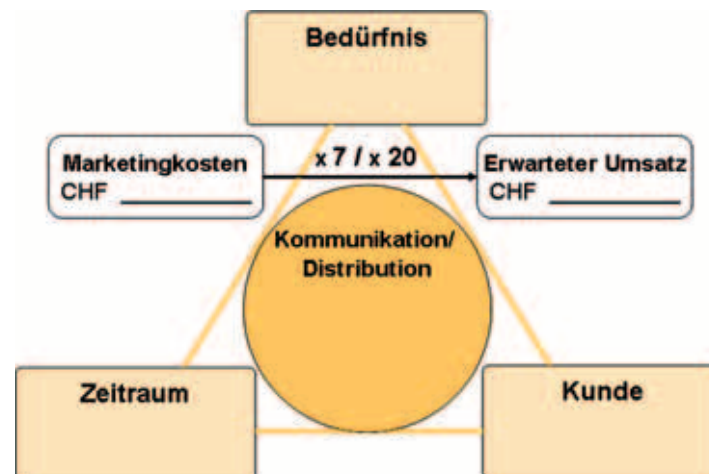 Bedürfnis
Marketingkosten
CHF
x 7 / x 20
Erwarteter Umsatz
CHF
Kommunikation/
Distribution
Zeitraum
Kunde